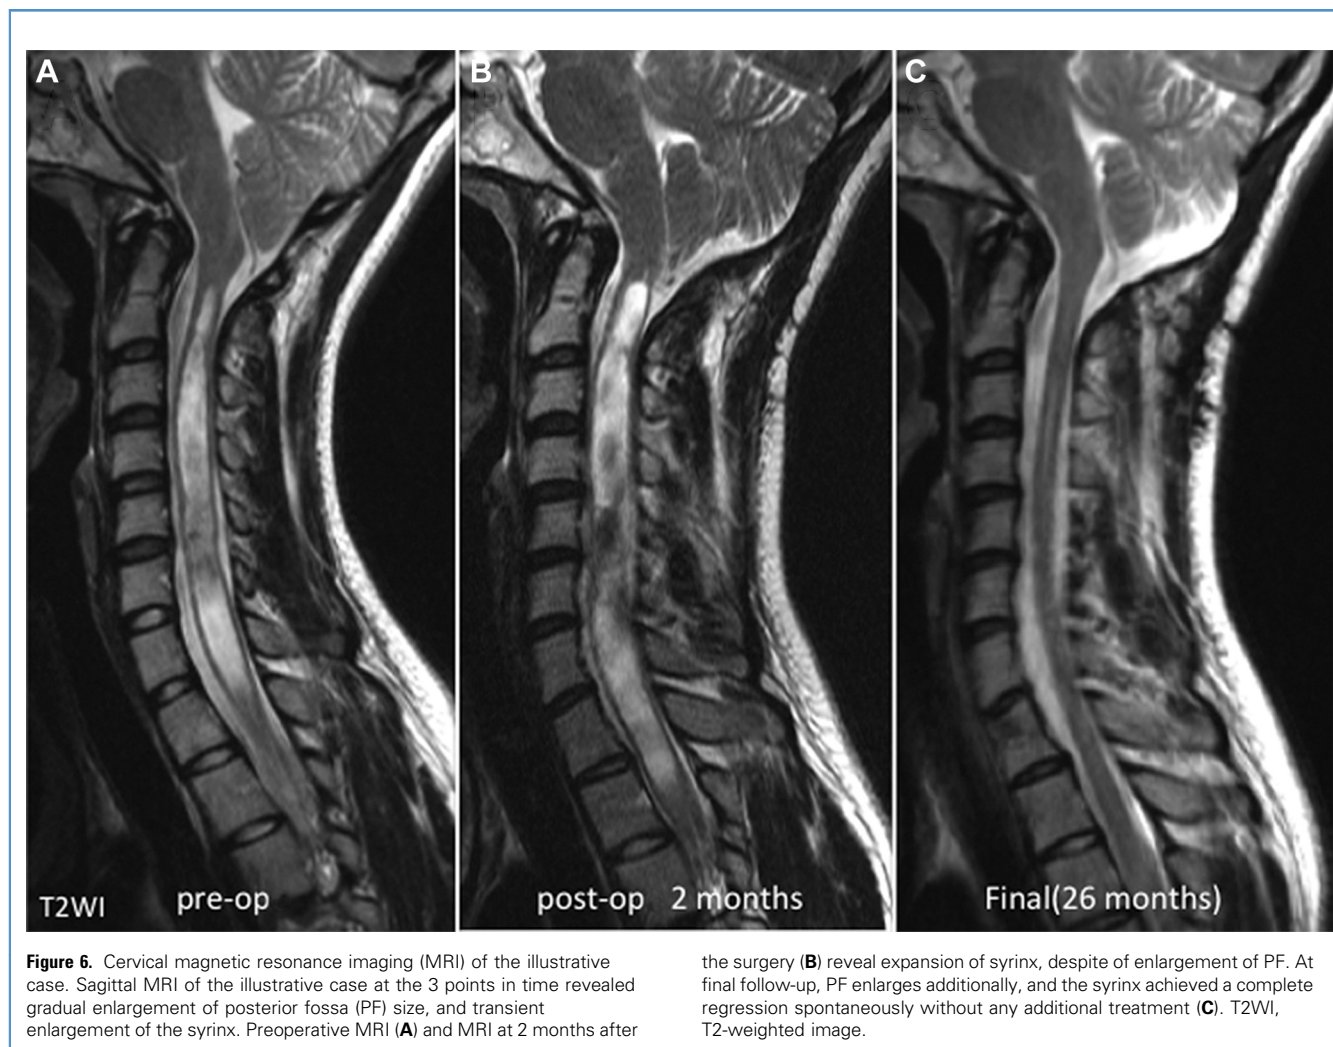 A
B
C
T2WI
pre-op
post-op 2 months
Final(26 months)
Figure 6. Cervical magnetic resonance imaging (MRI) of the illustrative
case. Sagittal MRI of the illustrative case at the 3 points in time revealed
gradual enlargement of posterior fossa (PF) size, and transient
enlargement of the syrinx. Preoperative MRI (A) and MRI at 2 months after
the surgery (B) reveal expansion of syrinx, despite of enlargement of PF. At
final follow-up, PF enlarges additionally, and the syrinx achieved a complete
regression spontaneously without any additional treatment (C). T2WI,
T2-weighted image.